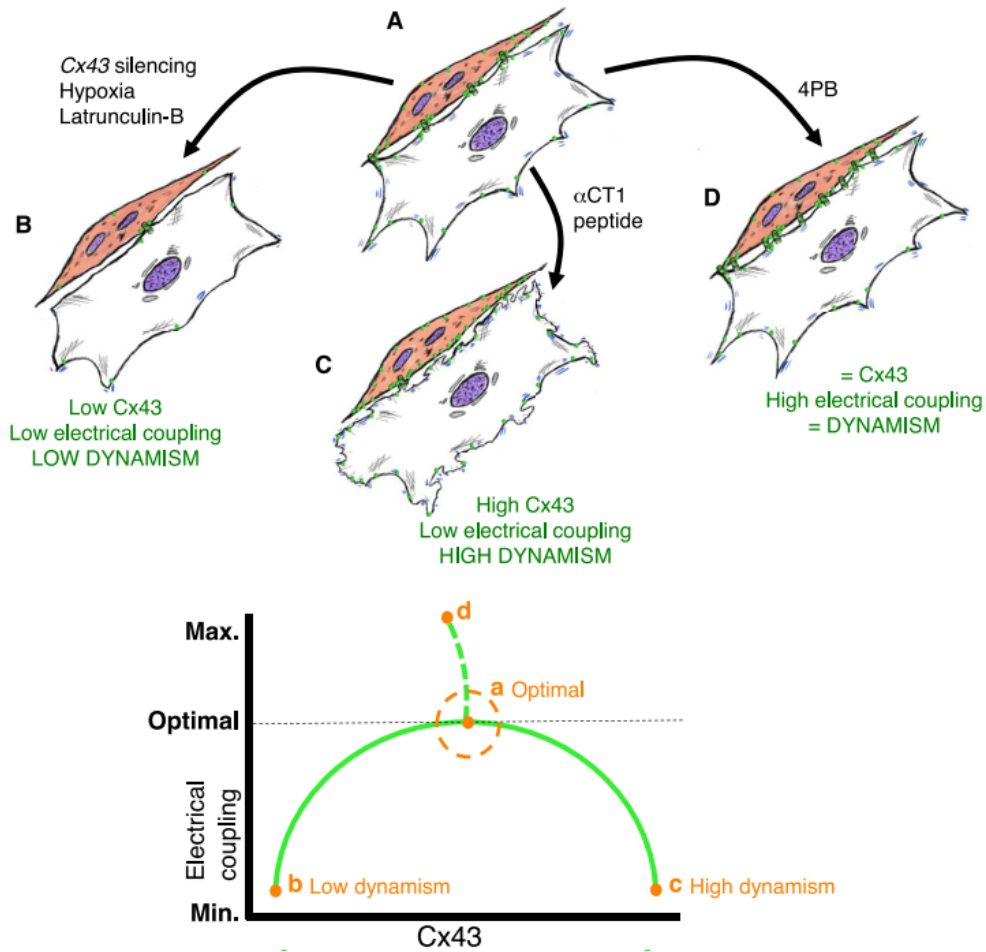 A
Cx43 silencing
Hypoxia
Latrunculin-B
4PB
αCT1
peptide
B
D
C
Low Cx43
Low electrical coupling
LOW DYNAMISM
= Cx43
High electrical coupling
= DYNAMISM
High Cx43
Low electrical coupling
HIGH DYNAMISM
Max.
d
a Optimal
Optimal
Electrical
coupling
b Low dynamism
c High dynamism
Min.
Cx43